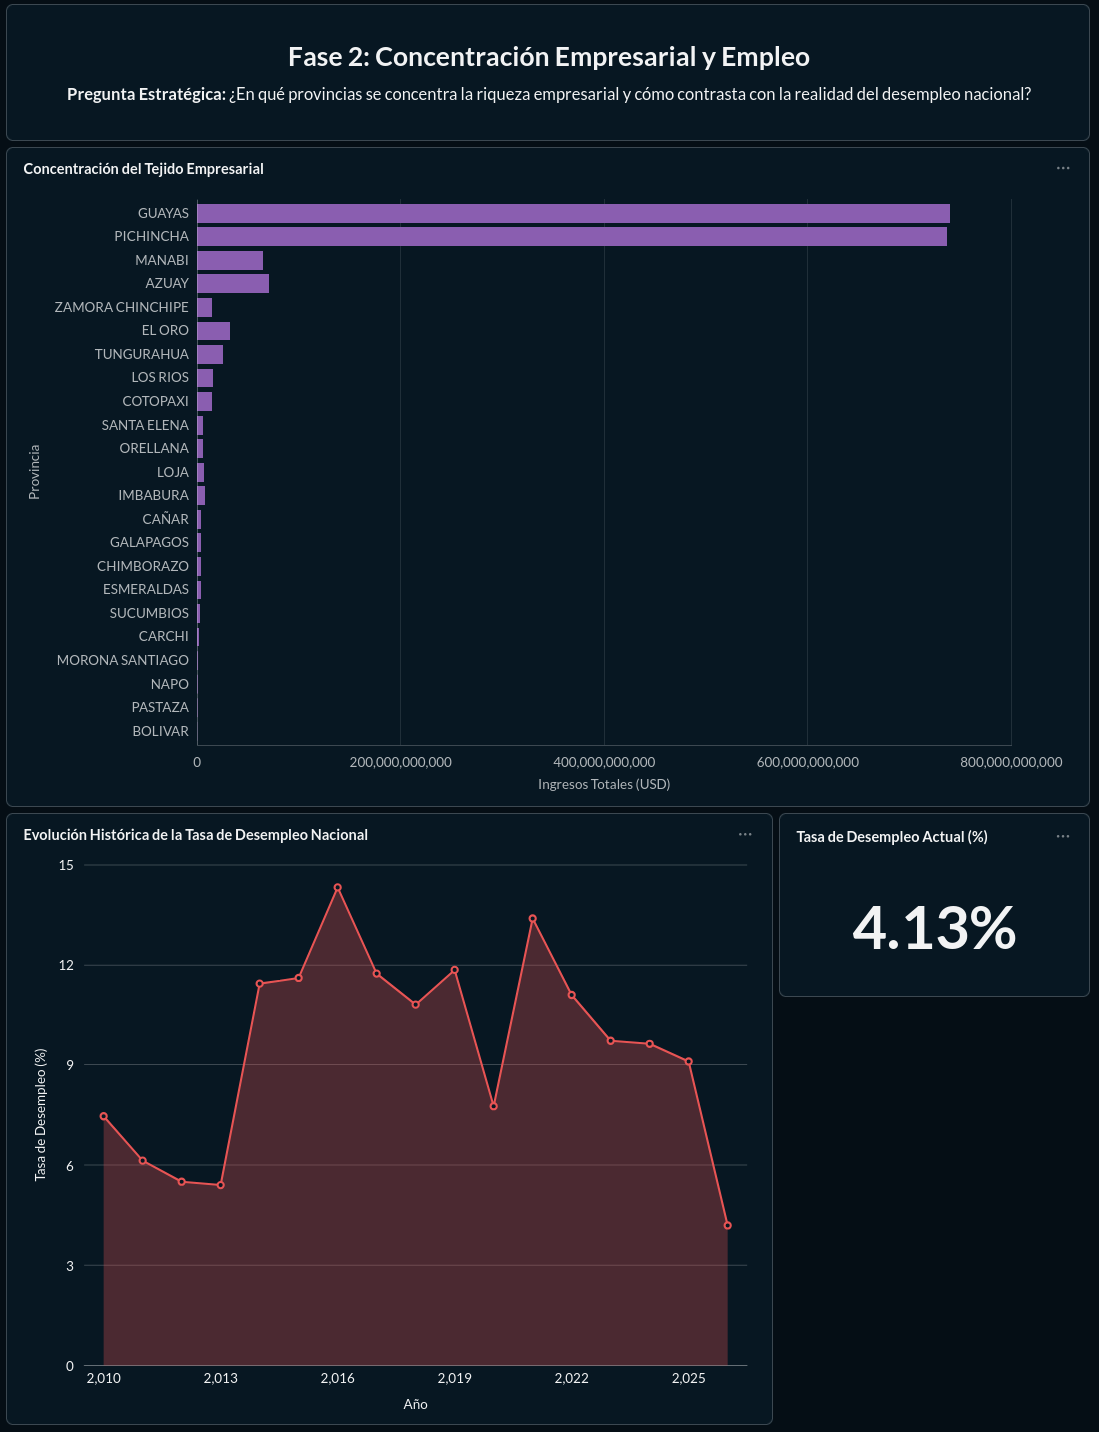 Fase 2: Concentración Empresarial y Empleo
Pregunta Estratégica: ¿En qué provincias se concentra la riqueza empresarial y cómo contrasta con la realidad del desempleo nacional?
Concentración del Tejido Empresarial
Provincia
GUAYAS
PICHINCHA
MANABI
AZUAY
ZAMORA CHINCHIPE
EL ORO
TUNGURAHUA
LOS RIOS
COTOPAXI
SANTA ELENA
ORELLANA
LOJA
IMBABURA
CAÑAR
GALAPAGOS
CHIMBORAZO
ESMERALDAS
SUCUMBIOS
CARCHI
MORONA SANTIAGO
NAPO
PASTAZA
BOLIVAR
0 200,000,000,000 400,000,000,000 600,000,000,000 800,000,000,000
Ingresos Totales (USD)
Evolución Histórica de la Tasa de Desempleo Nacional
Tasa de Desempleo (%)
15
12
9
6
3
0
2,010 2,013 2,016 2,019 2,022 2,025
Año
Tasa de Desempleo Actual (%)
4.13%